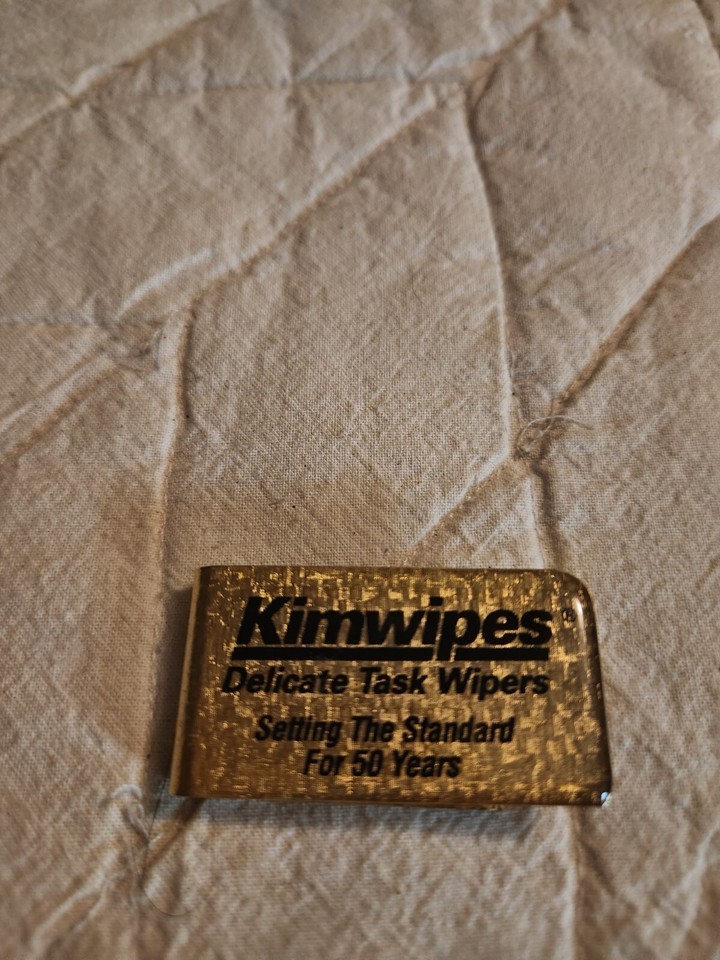 Kimwipes®
Delicate Task Wipers
Setting The Standard
For 50 Years